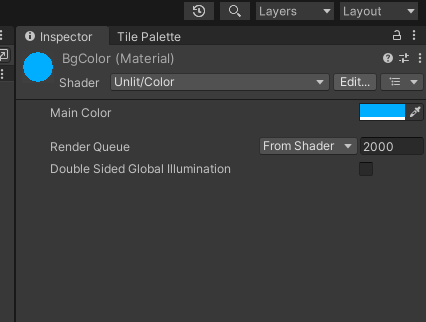 Layers Layout
Inspector Tile Palette
BgColor (Material)
Shader Unlit/Color Edit...
Main Color
Render Queue From Shader 2000
Double Sided Global Illumination